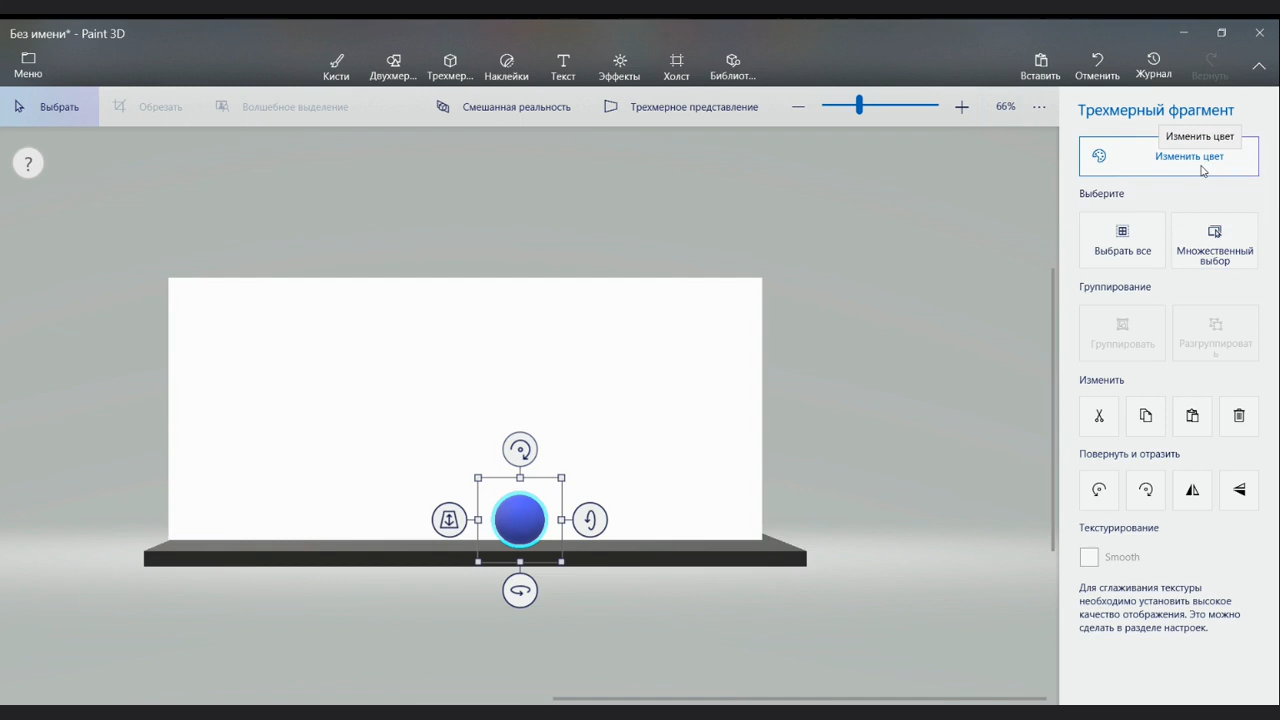 Без имени* - Paint 3D
Меню
Кисти
Двухмер...
Трехмер...
Наклейки
Текст
Эффекты
Холст
Библиот...
Вставить
Отменить
Журнал
Вернуть
Выбрать
Обрезать
Волшебное выделение
Смешанная реальность
Трехмерное представление
66%
?
Трехмерный фрагмент
Изменить цвет
Изменить цвет
Выберите
Выбрать все
Множественный
выбор
Группирование
Группировать
Разгруппироват
ь
Изменить
Повернуть и отразить
Текстурирование
Smooth
Для сглаживания текстуры
необходимо установить высокое
качество отображения. Это можно
сделать в разделе настроек.